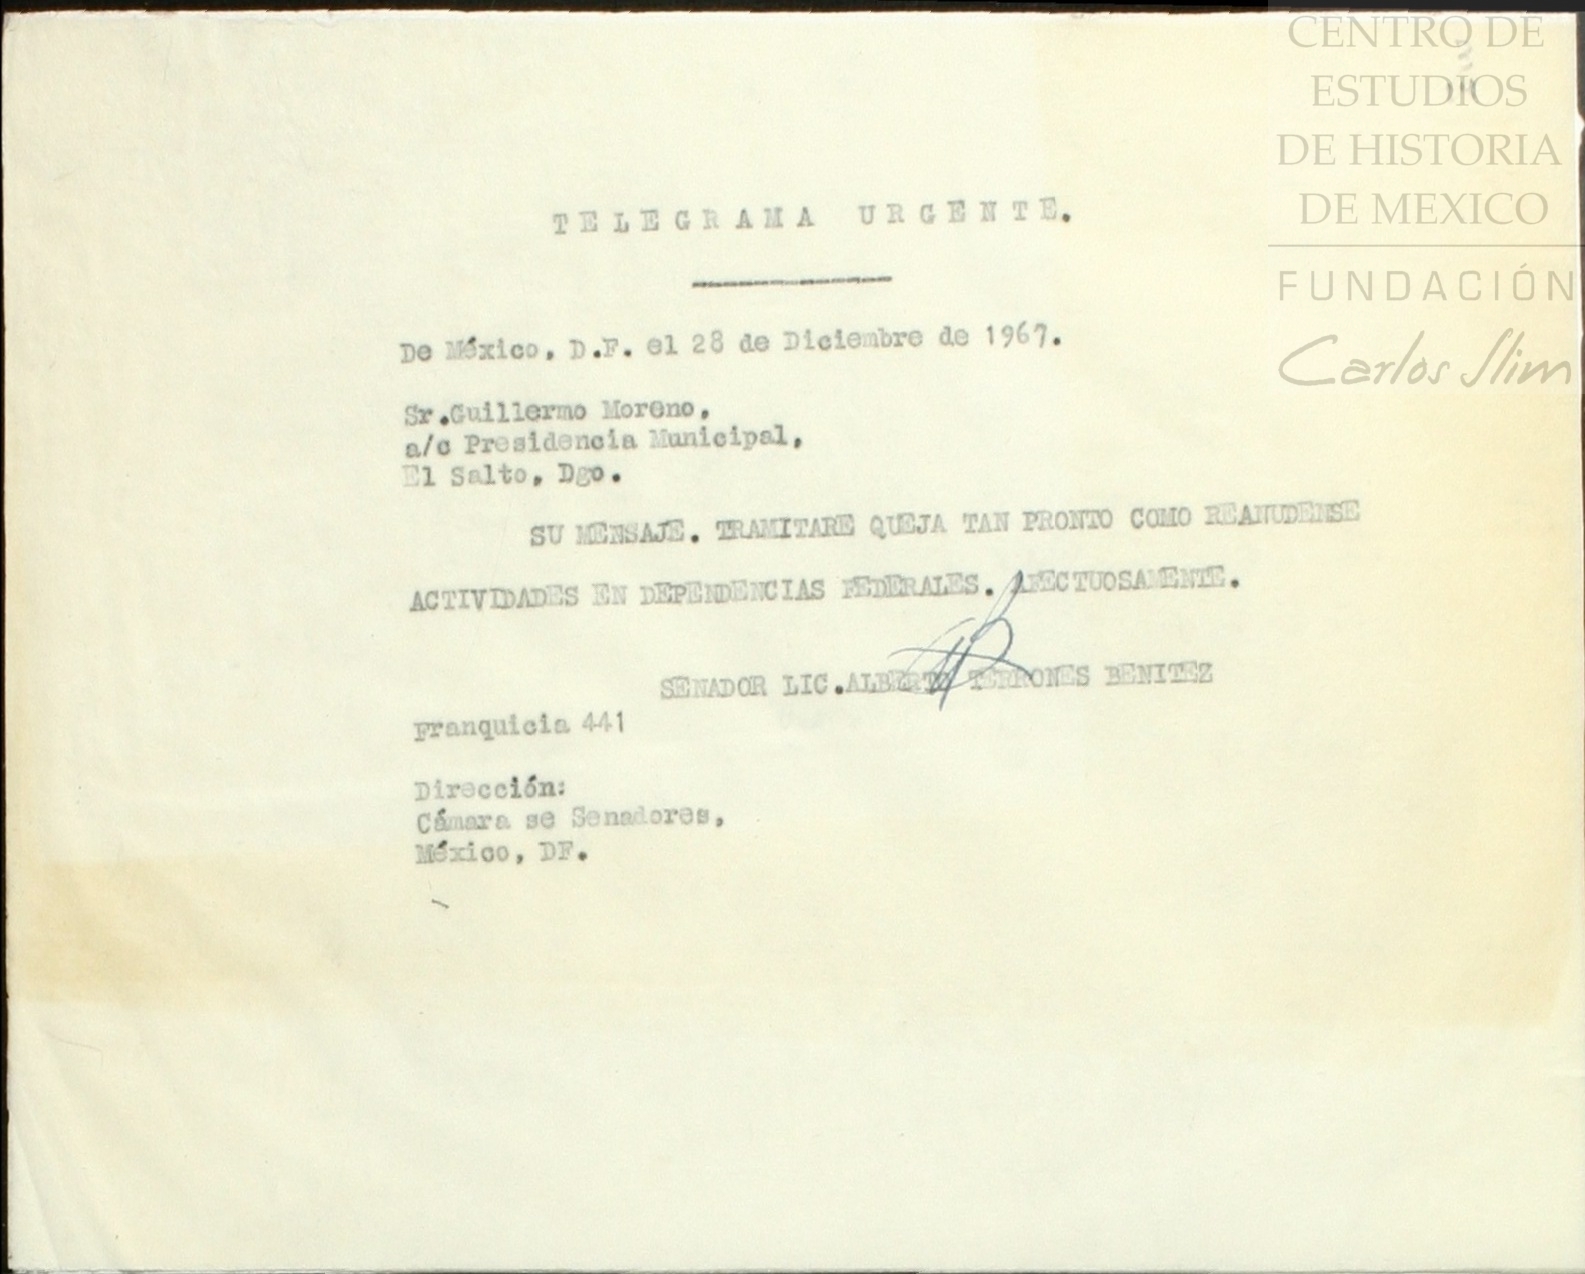 CENTRO DE
ESTUDIOS
DE HISTORIA
DE MEXICO
FUNDACIÓN
Carlos Slim
TELEGRAMA URGENTE.
De México, D.F. el 28 de Diciembre de 1967.
Sr.Guillermo Moreno,
a/c Presidencia Municipal,
El Salto, Dgo.
SU MENSAJE. TRAMITARE QUEJA TAN PRONTO COMO REANUDENSE
ACTIVIDADES EN DEPENDENCIAS FEDERALES. AFECTUOSAMENTE.
SENADOR LIC.ALBERTO TERRONES BENITEZ
Franquicia 441
Dirección:
Cámara se Senadores,
México, DF.